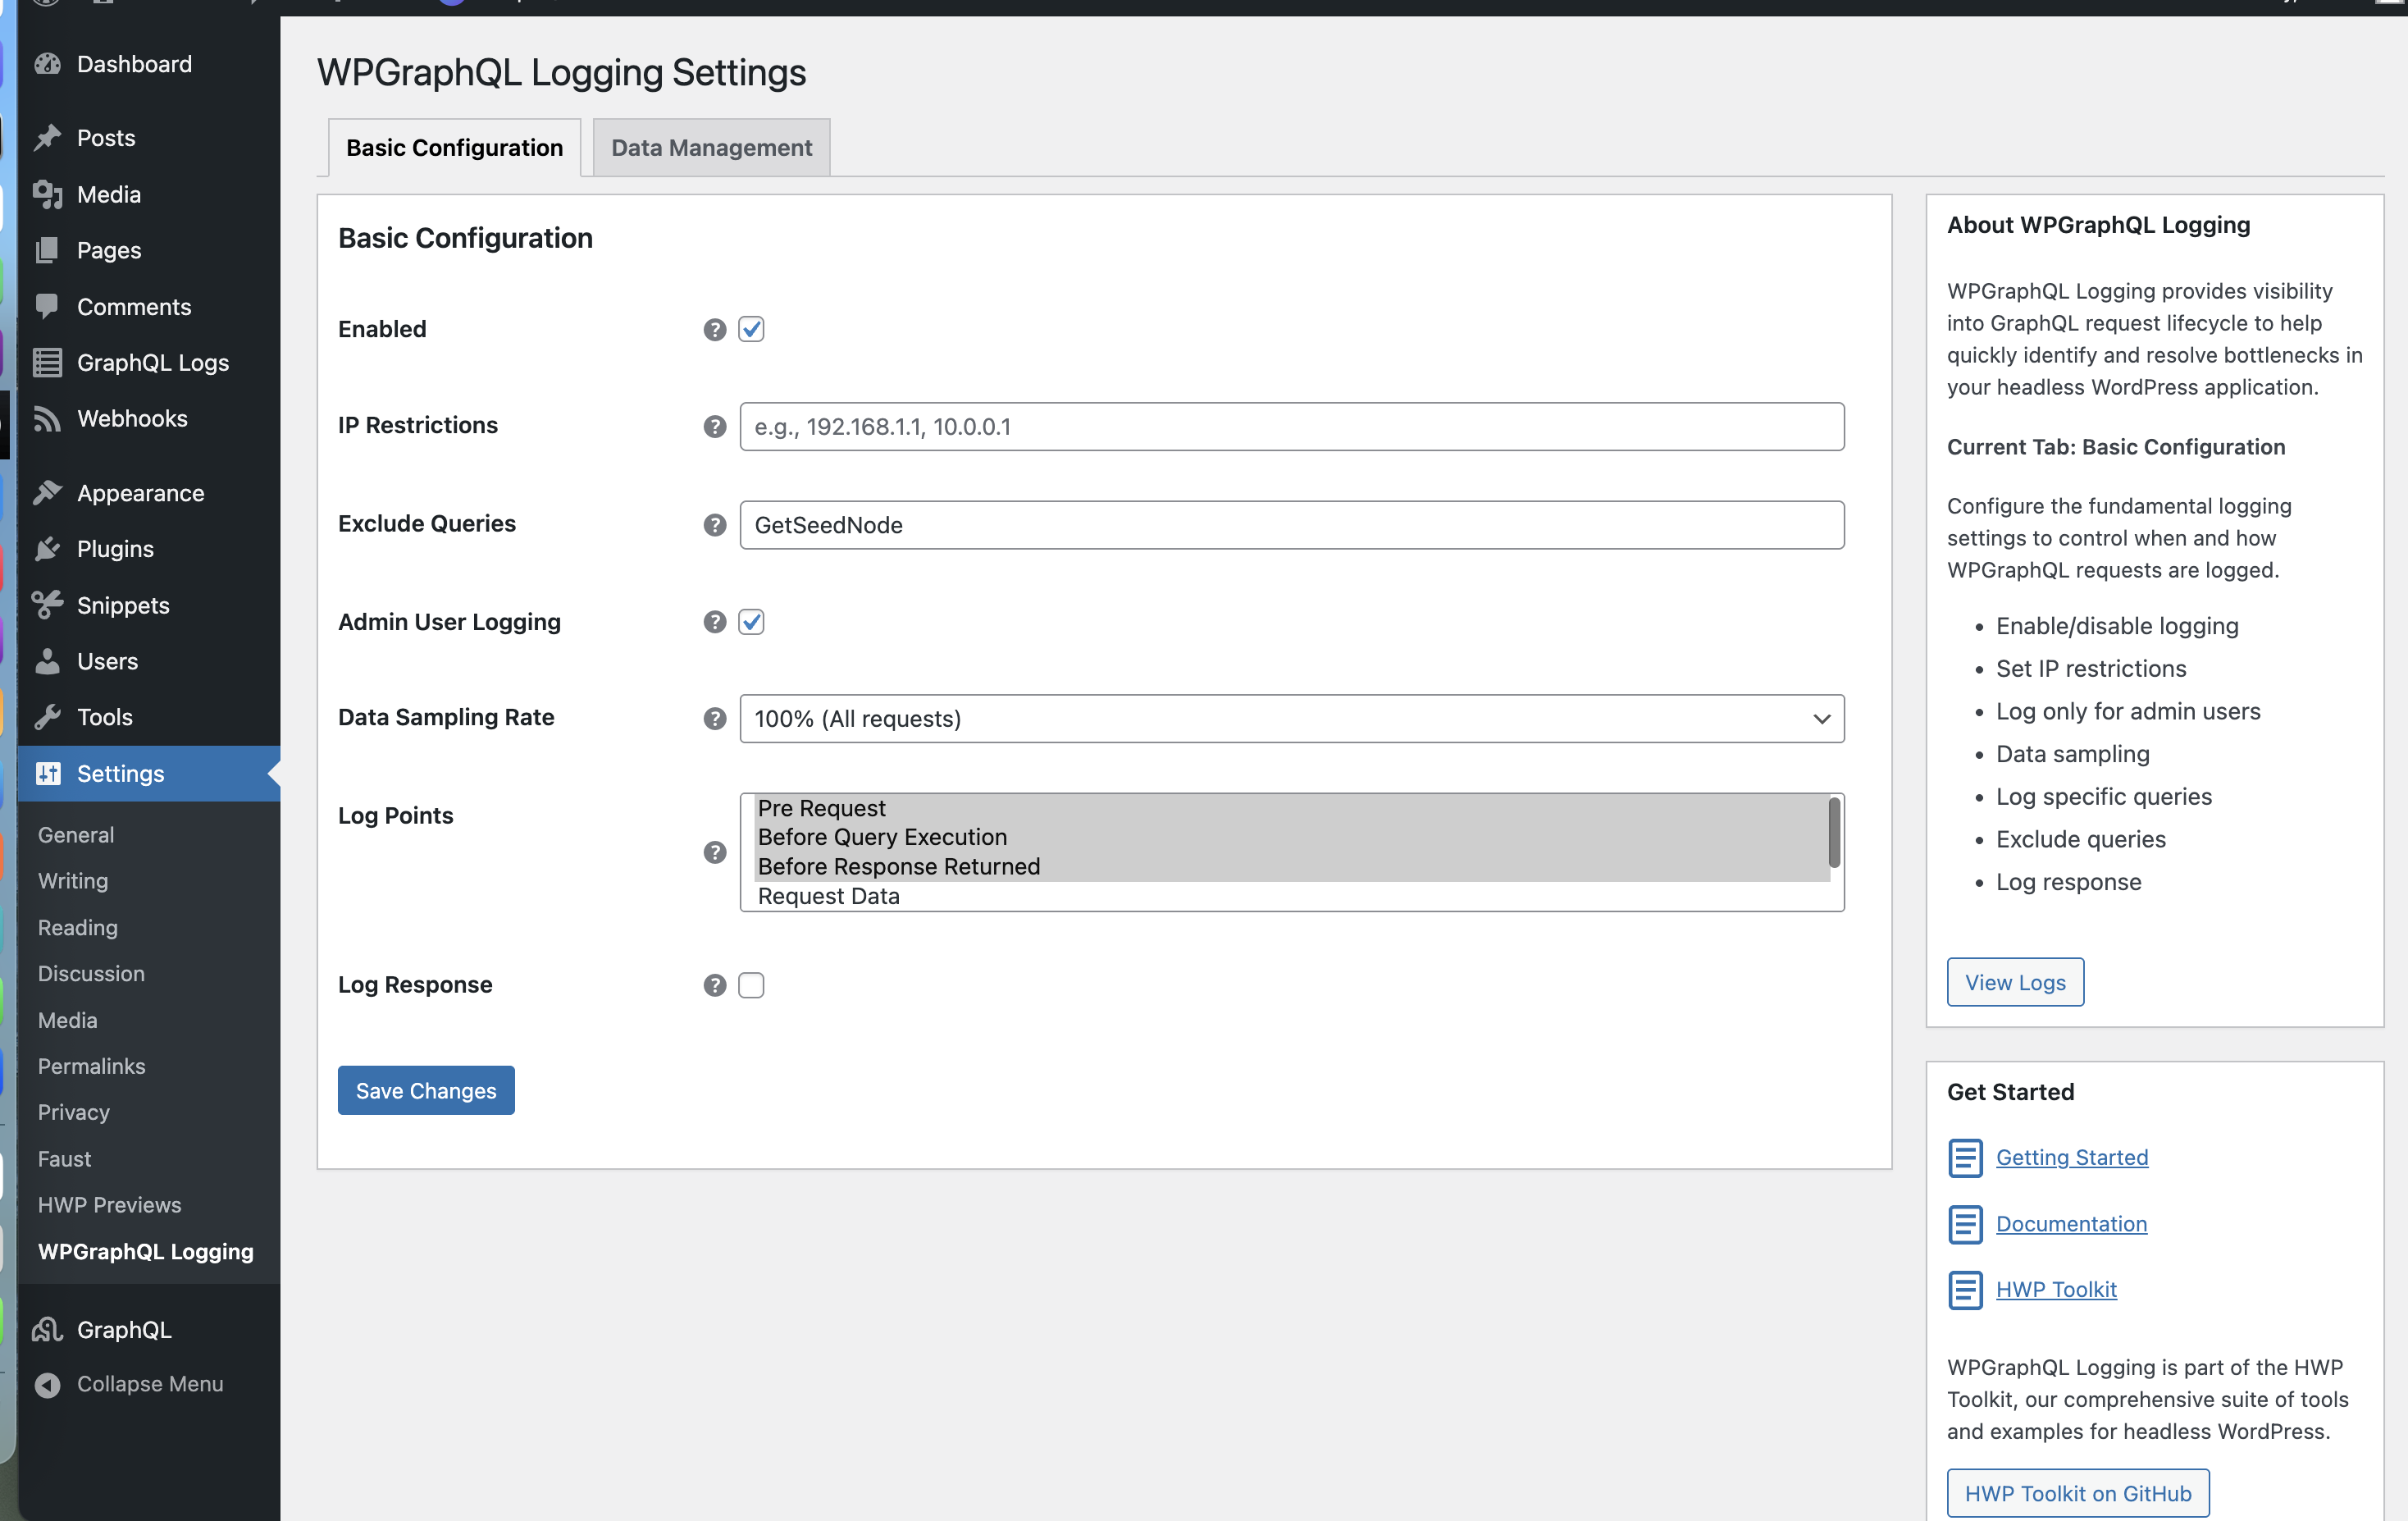 Dashboard
Posts
Media
Pages
Comments
GraphQL Logs
Webhooks
Appearance
Plugins
Snippets
Users
Tools
Settings
General
Writing
Reading
Discussion
Media
Permalinks
Privacy
Faust
HWP Previews
WPGraphQL Logging
GraphQL
Collapse Menu
WPGraphQL Logging Settings
Basic Configuration
Data Management
Basic Configuration
Enabled
IP Restrictions
e.g., 192.168.1.1, 10.0.0.1
Exclude Queries
GetSeedNode
Admin User Logging
Data Sampling Rate
100% (All requests)
Log Points
Pre Request
Before Query Execution
Before Response Returned
Request Data
Log Response
Save Changes
About WPGraphQL Logging
WPGraphQL Logging provides visibility
into GraphQL request lifecycle to help
quickly identify and resolve bottlenecks in
your headless WordPress application.
Current Tab: Basic Configuration
Configure the fundamental logging
settings to control when and how
WPGraphQL requests are logged.
• Enable/disable logging
• Set IP restrictions
• Log only for admin users
• Data sampling
• Log specific queries
• Exclude queries
• Log response
View Logs
Get Started
Getting Started
Documentation
HWP Toolkit
WPGraphQL Logging is part of the HWP
Toolkit, our comprehensive suite of tools
and examples for headless WordPress.
HWP Toolkit on GitHub